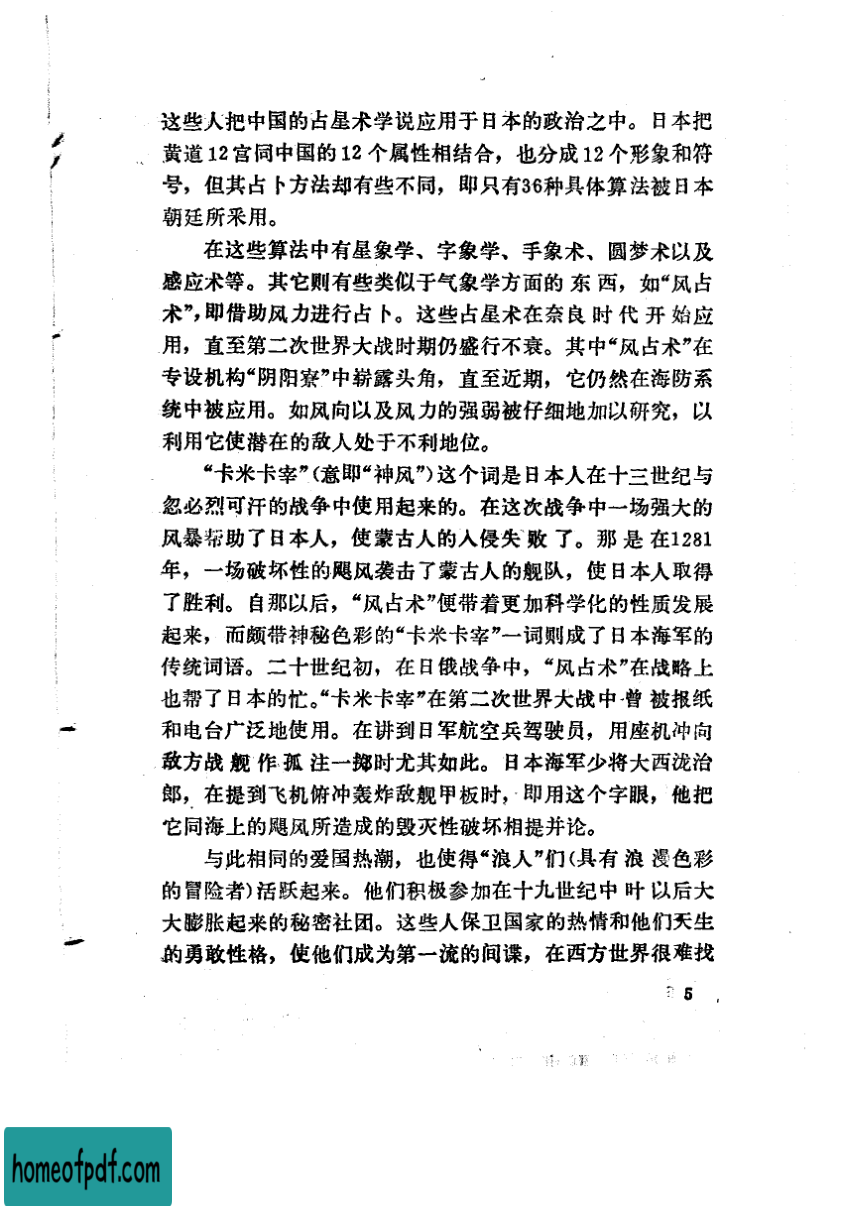 这些人把中国的占星术学说应用于日本的政治之中。日本把
黄道12宫同中国的12个属性相结合，也分成12个形象和符
号，但其占卜方法却有些不同，即只有36种具体算法被日本
朝廷所采用。
在这些算法中有星象学、字象学、手象术、圆梦术以及
感应术等。其它则有些类似于气象学方面的东西，如“风占
术”，即借助风力进行占卜。这些占星术在奈良时代开始应
用，直至第二次世界大战时期仍盛行不衰。其中“风占术”在
专设机构“阴阳寮”中崭露头角，直至近期，它仍然在海防系
统中被应用。如风向以及风力的强弱被仔细地加以研究，以
利用它使潜在的敌人处于不利地位。
“卡米卡宰”（意即“神风”）这个词是日本人在十三世纪与
忽必烈可汗的战争中使用起来的。在这次战争中一场强大的
风暴帮助了日本人，使蒙古人的入侵失败了。那是在1281
年，一场破坏性的飓风袭击了蒙古人的舰队，使日本人取得
了胜利。自那以后，“风占术”便带着更加科学化的性质发展
起来，而颇带神秘色彩的“卡米卡宰”一词则成了日本海军的
传统词语。二十世纪初，在日俄战争中，“风占术”在战略上
也帮了日本的忙。“卡米卡宰”在第二次世界大战中曾被报纸
和电台广泛地使用。在讲到日军航空兵驾驶员，用座机冲向
敌方战舰作孤注一掷时尤其如此。日本海军少将大西泷治
郎，在提到飞机俯冲轰炸敌舰甲板时，即用这个字眼，他把
它同海上的飓风所造成的毁灭性破坏相提并论。
与此相同的爱国热潮，也使得“浪人”们（具有浪漫色彩
的冒险者）活跃起来。他们积极参加在十九世纪中叶以后大
大膨胀起来的秘密社团。这些人保卫国家的热情和他们天生
的勇敢性格，使他们成为第一流的间谍，在西方世界很难找
5
homeofpdf.com